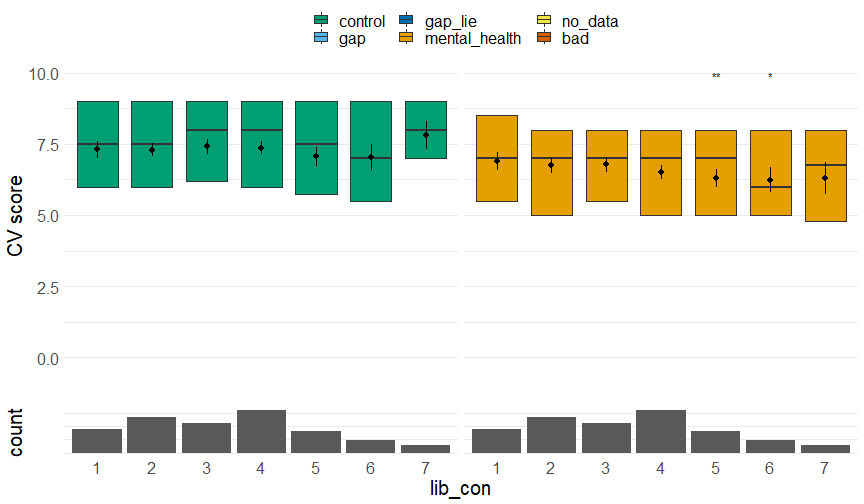 control gap_lie no_data
gap mental_health bad
10.0
** *
7.5
5.0
2.5
0.0
CV score
count
1 2 3 4 5 6 7 1 2 3 4 5 6 7
lib_con